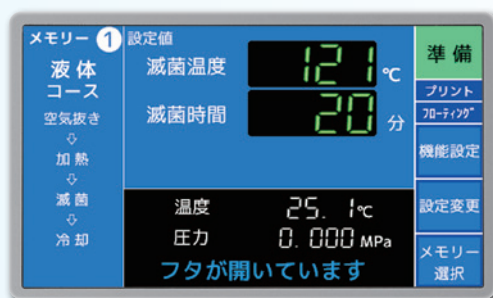 メモリー 1
液体
コース
空気抜き
⇩
加熱
⇩
滅菌
⇩
冷却
設定値
滅菌温度 121 ℃
滅菌時間 20 分
温度 25.1℃
圧力 0.000 MPa
フタが開いています
準備
プリント
フローティング
機能設定
設定変更
メモリー
選択